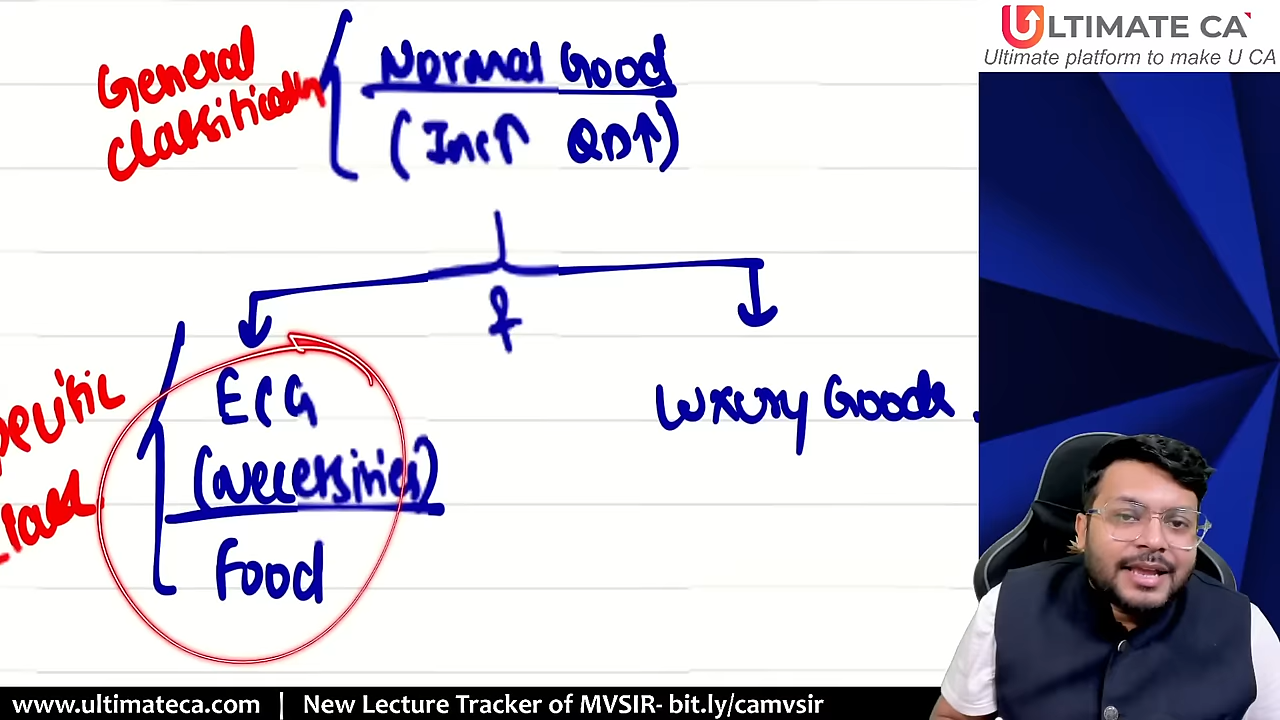 ULTIMATE CA
Ultimate platform to make U CA
General
classification
Normal Good
(Inc↑ QD↑)
&
ECG
(Necessities)
Food
Luxury Goods.
www.ultimateca.com | New Lecture Tracker of MVSIR- bit.ly/camvsir